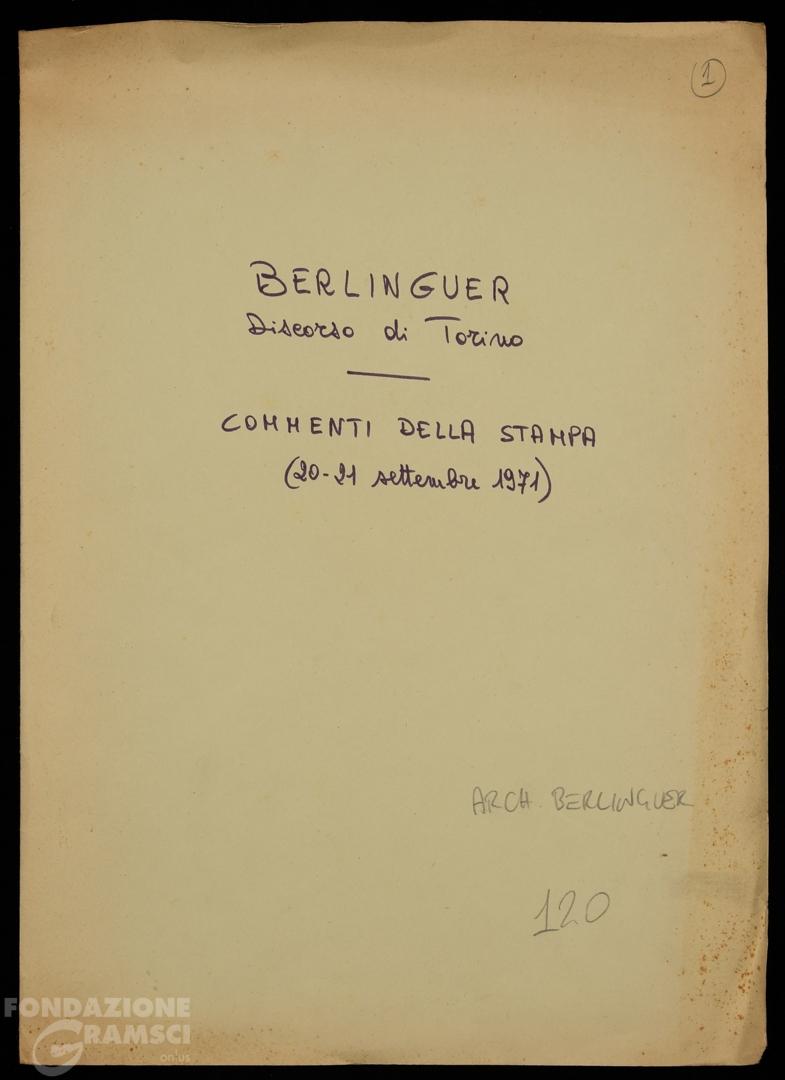 1
BERLINGUER
Discorso di Torino
COMMENTI DELLA STAMPA
(20-21 settembre 1971)
ARCH. BERLINGUER
120
FONDAZIONE
GRAMSCI
onlus